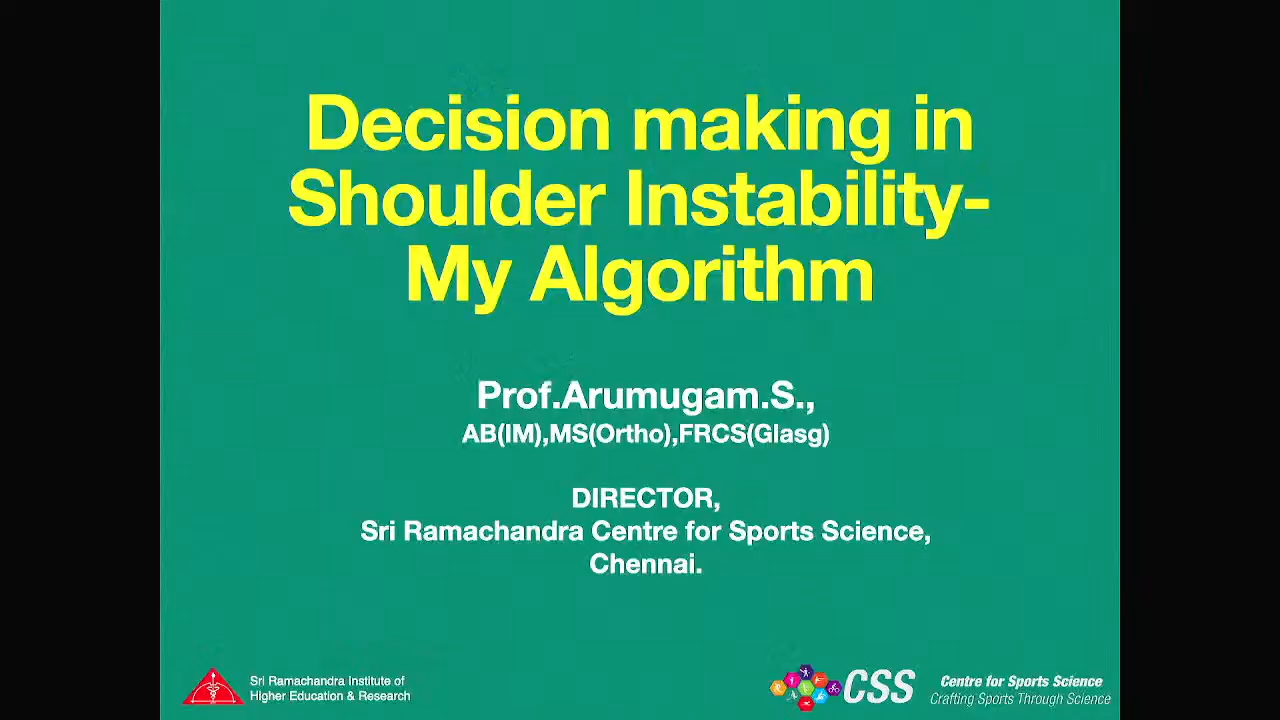 Decision making in
Shoulder Instability-
My Algorithm
Prof.Arumugam.S.,
AB(IM),MS(Ortho),FRCS(Glasg)
DIRECTOR,
Sri Ramachandra Centre for Sports Science,
Chennai.
Sri Ramachandra Institute of
Higher Education & Research
CSS
Centre for Sports Science
Crafting Sports Through Science